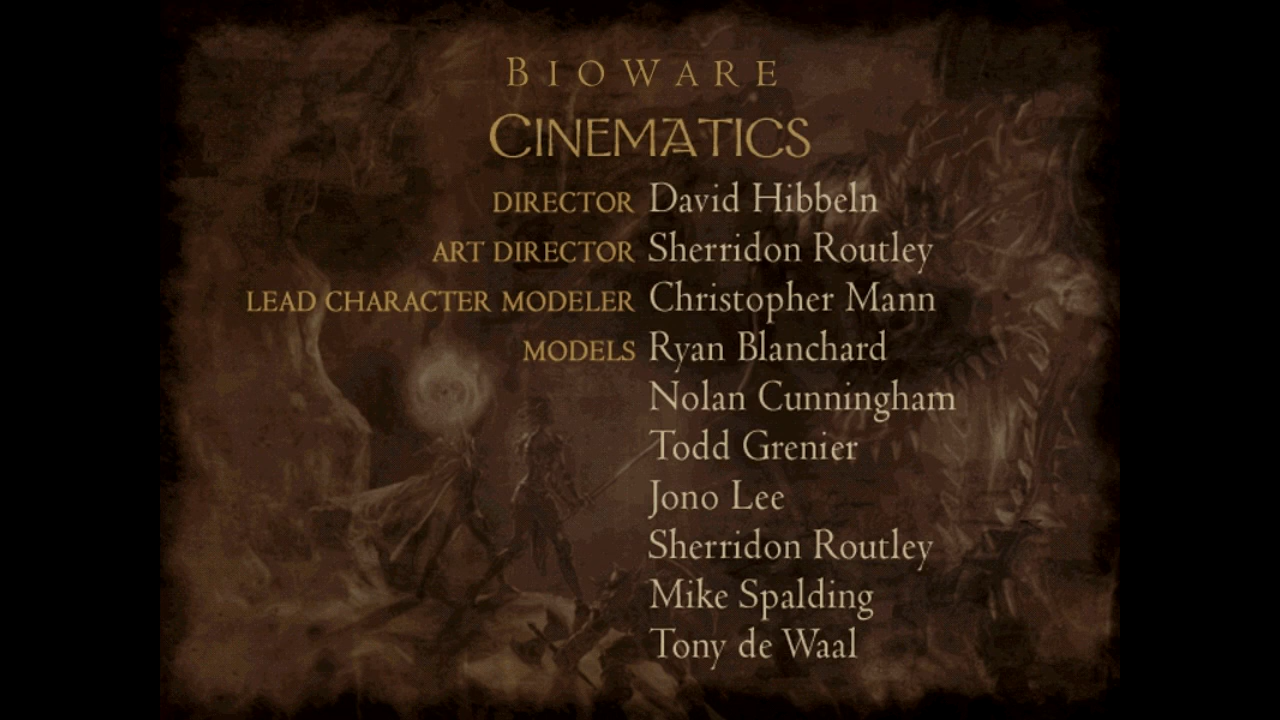 BIOWARE
CINEMATICS
DIRECTOR David Hibbeln
ART DIRECTOR Sherridon Routley
LEAD CHARACTER MODELER Christopher Mann
MODELS Ryan Blanchard
Nolan Cunningham
Todd Grenier
Jono Lee
Sherridon Routley
Mike Spalding
Tony de Waal